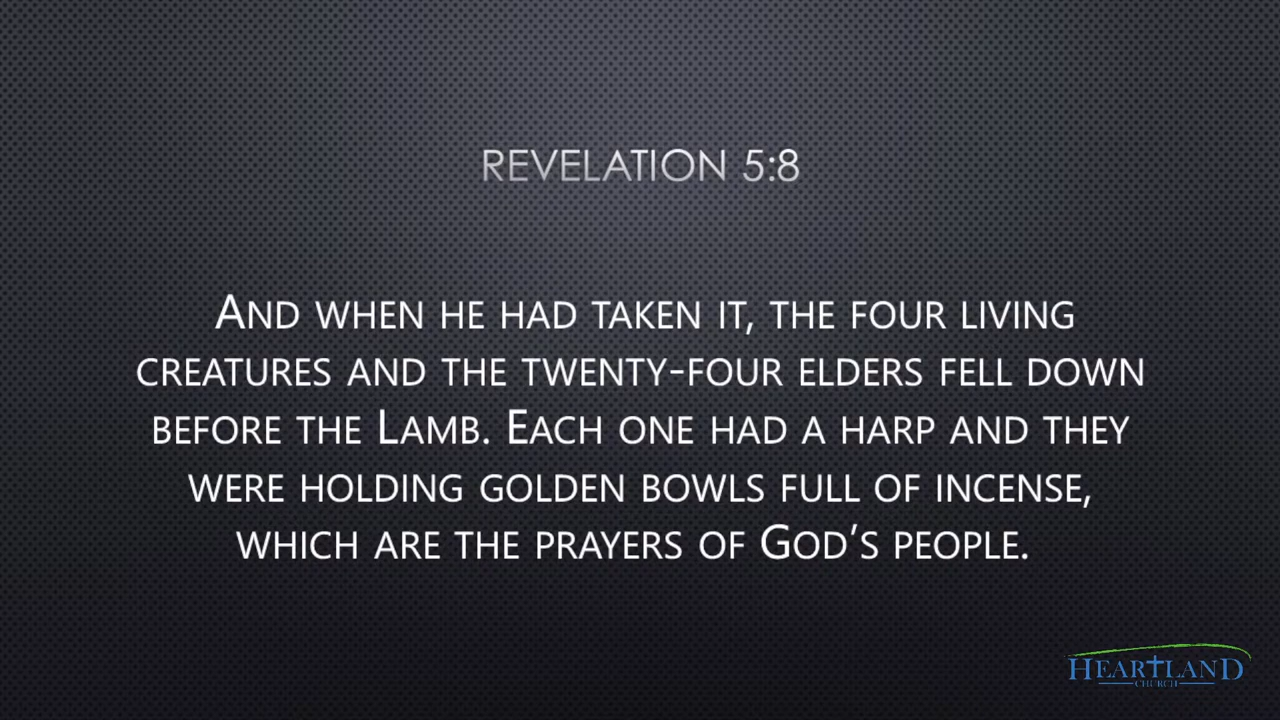 REVELATION 5:8
And when he had taken it, the four living
creatures and the twenty-four elders fell down
before the Lamb. Each one had a harp and they
were holding golden bowls full of incense,
which are the prayers of God’s people.
HEARTLAND
CHURCH